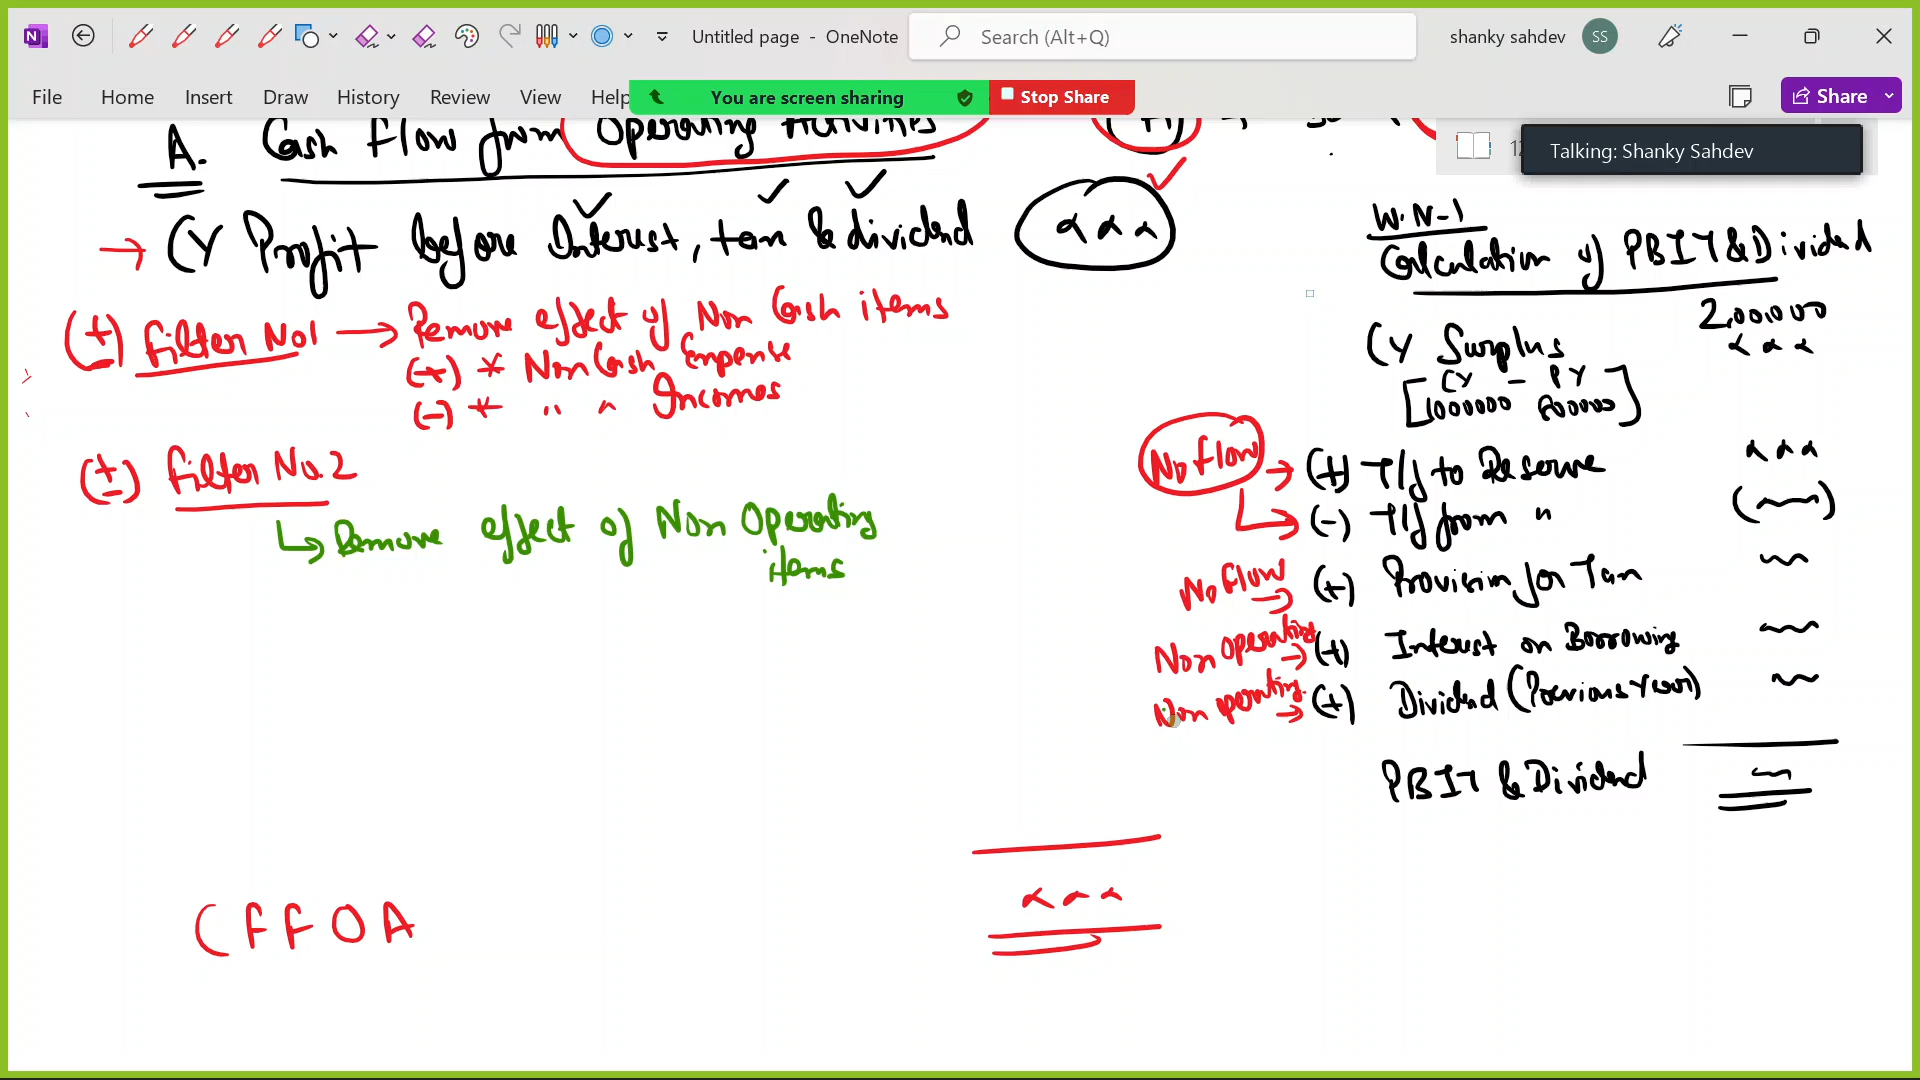 Untitled page - OneNote
Search (Alt+Q)
shanky sahdev
SS
File Home Insert Draw History Review View Help
You are screen sharing
Stop Share
Share
Talking: Shanky Sahdev
A. Cash flow from Operating Activities
→ CY Profit before Interest, tax & dividend
(±) Filter No1 → Remove effect of Non Cash items
(+) * Non Cash Expense
(-) * " " Incomes
(±) Filter No. 2
↳ Remove effect of Non Operating
items
CFFOA
W.N-1
Calculation of PBIT & Dividend
2,00,000
CY Surplus
x x x
CY - PY
[1000000 - 800000]
No flow → (+) T/f to Reserve x x x
(-) T/f from "
No flow → (+) Provision for Tax
Non operating → (+) Interest on Borrowing
Non operating → (+) Dividend (Previous Year)
PBIT & Dividend
x x x
x x x